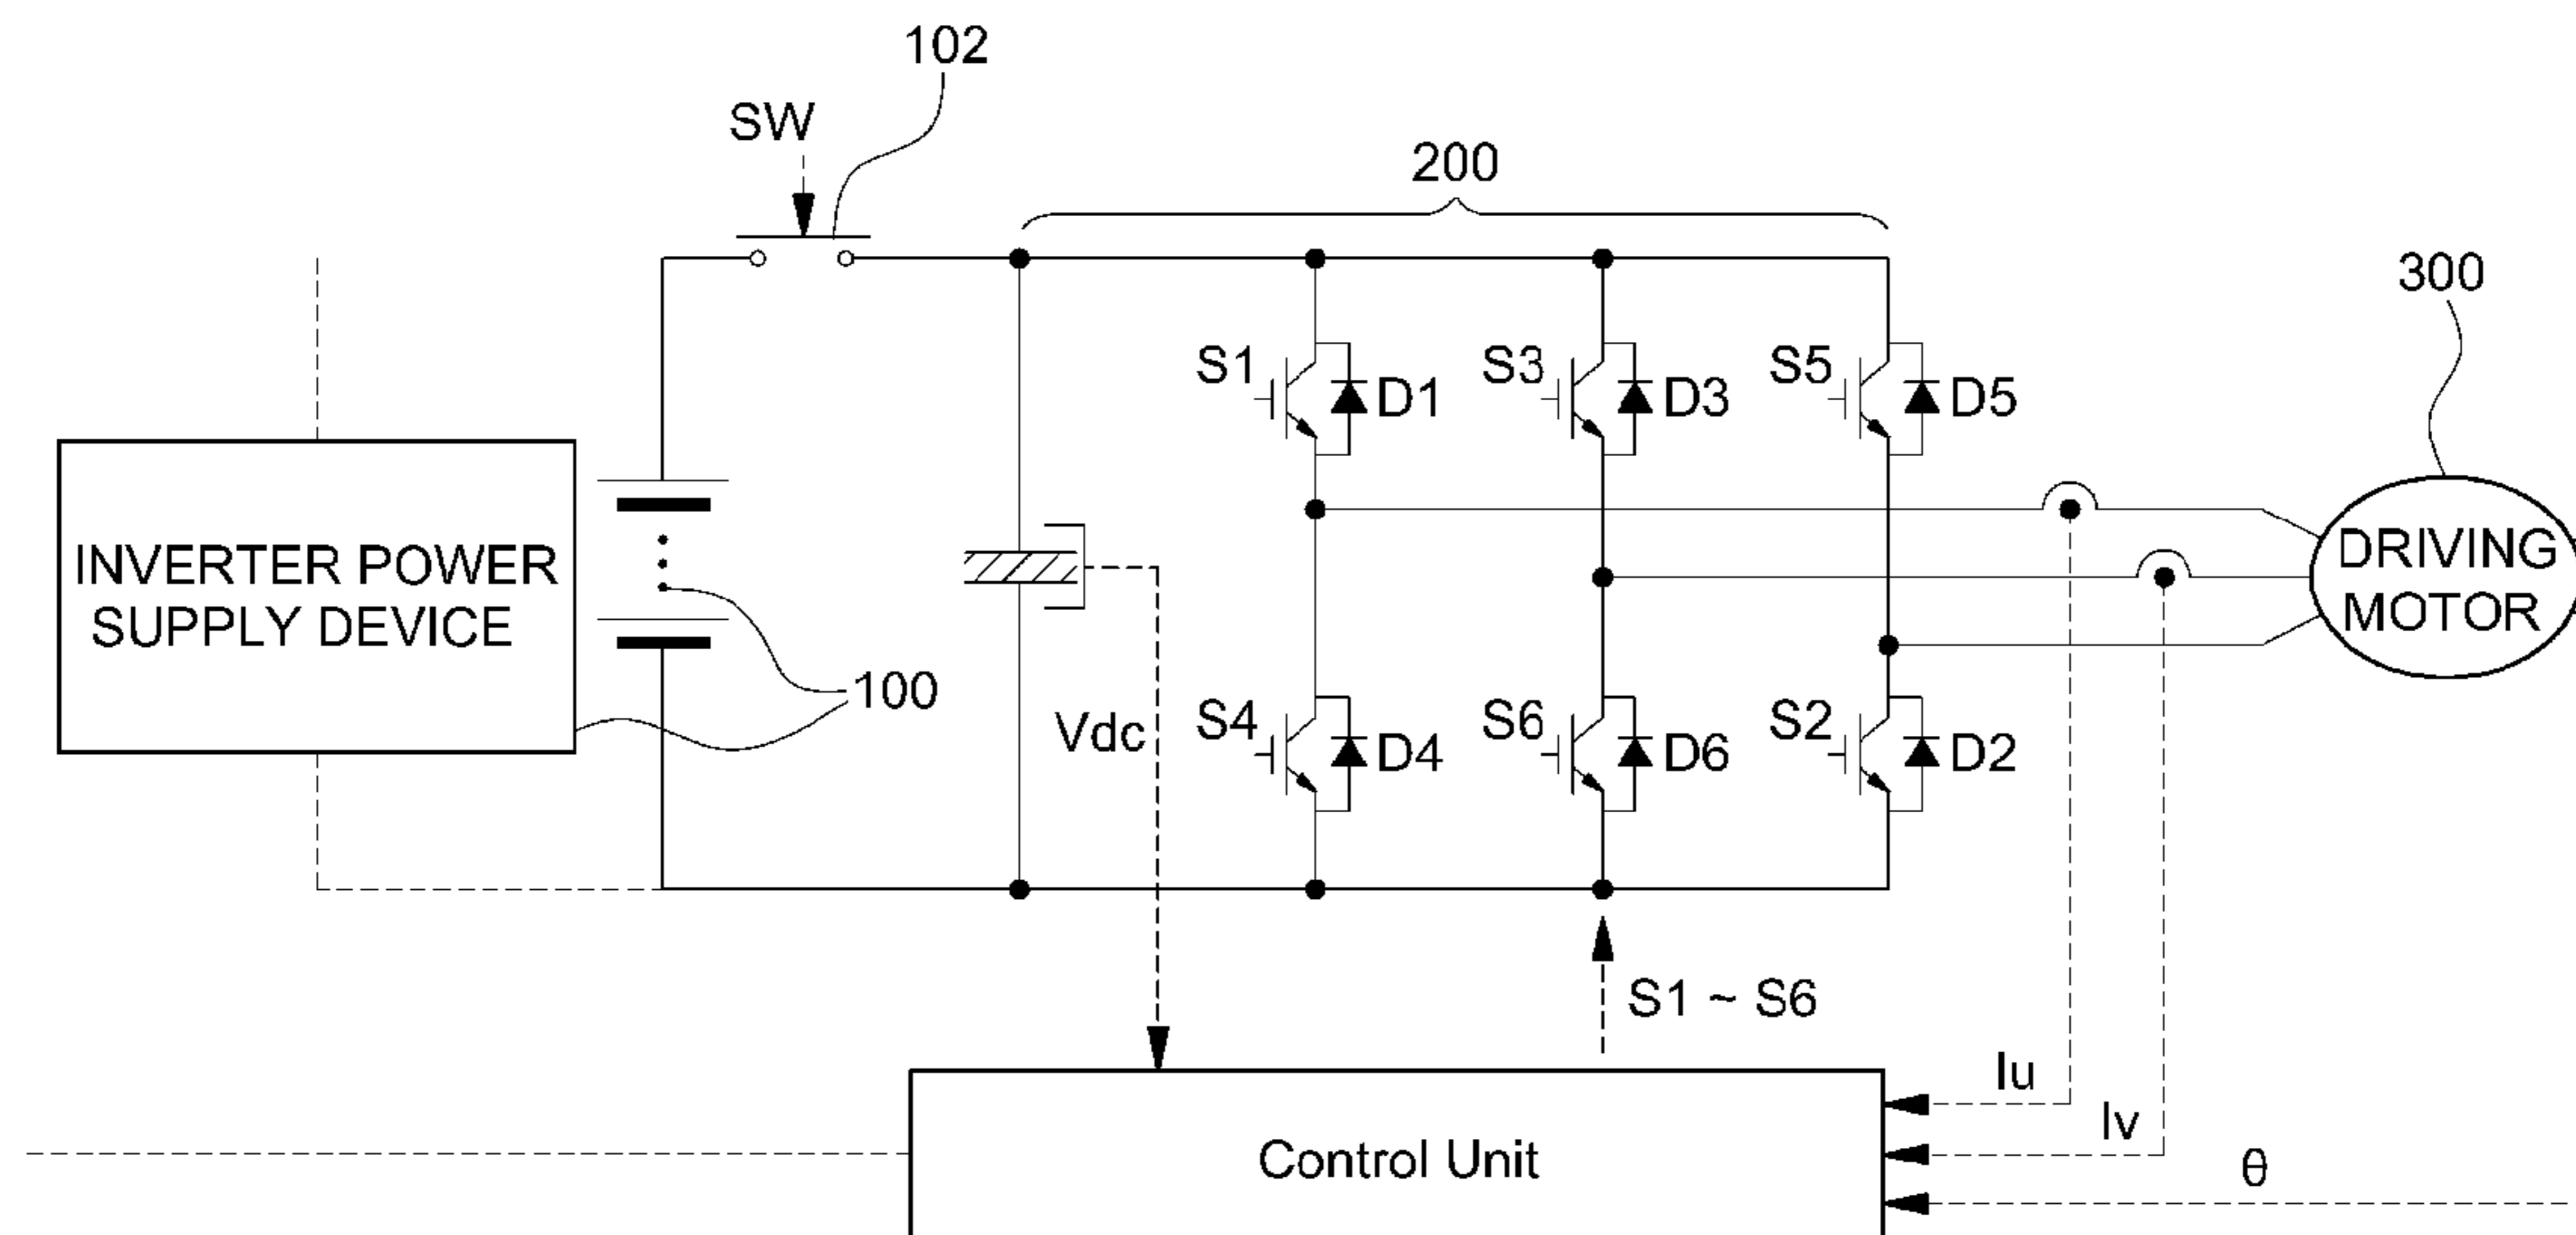 102
SW
200
300
S1 D1 S3 D3 S5 D5
INVERTER POWER
SUPPLY DEVICE
DRIVING
MOTOR
100
Vdc
S4 D4 S6 D6 S2 D2
S1 ~ S6
Iu
Iv
Control Unit
θ